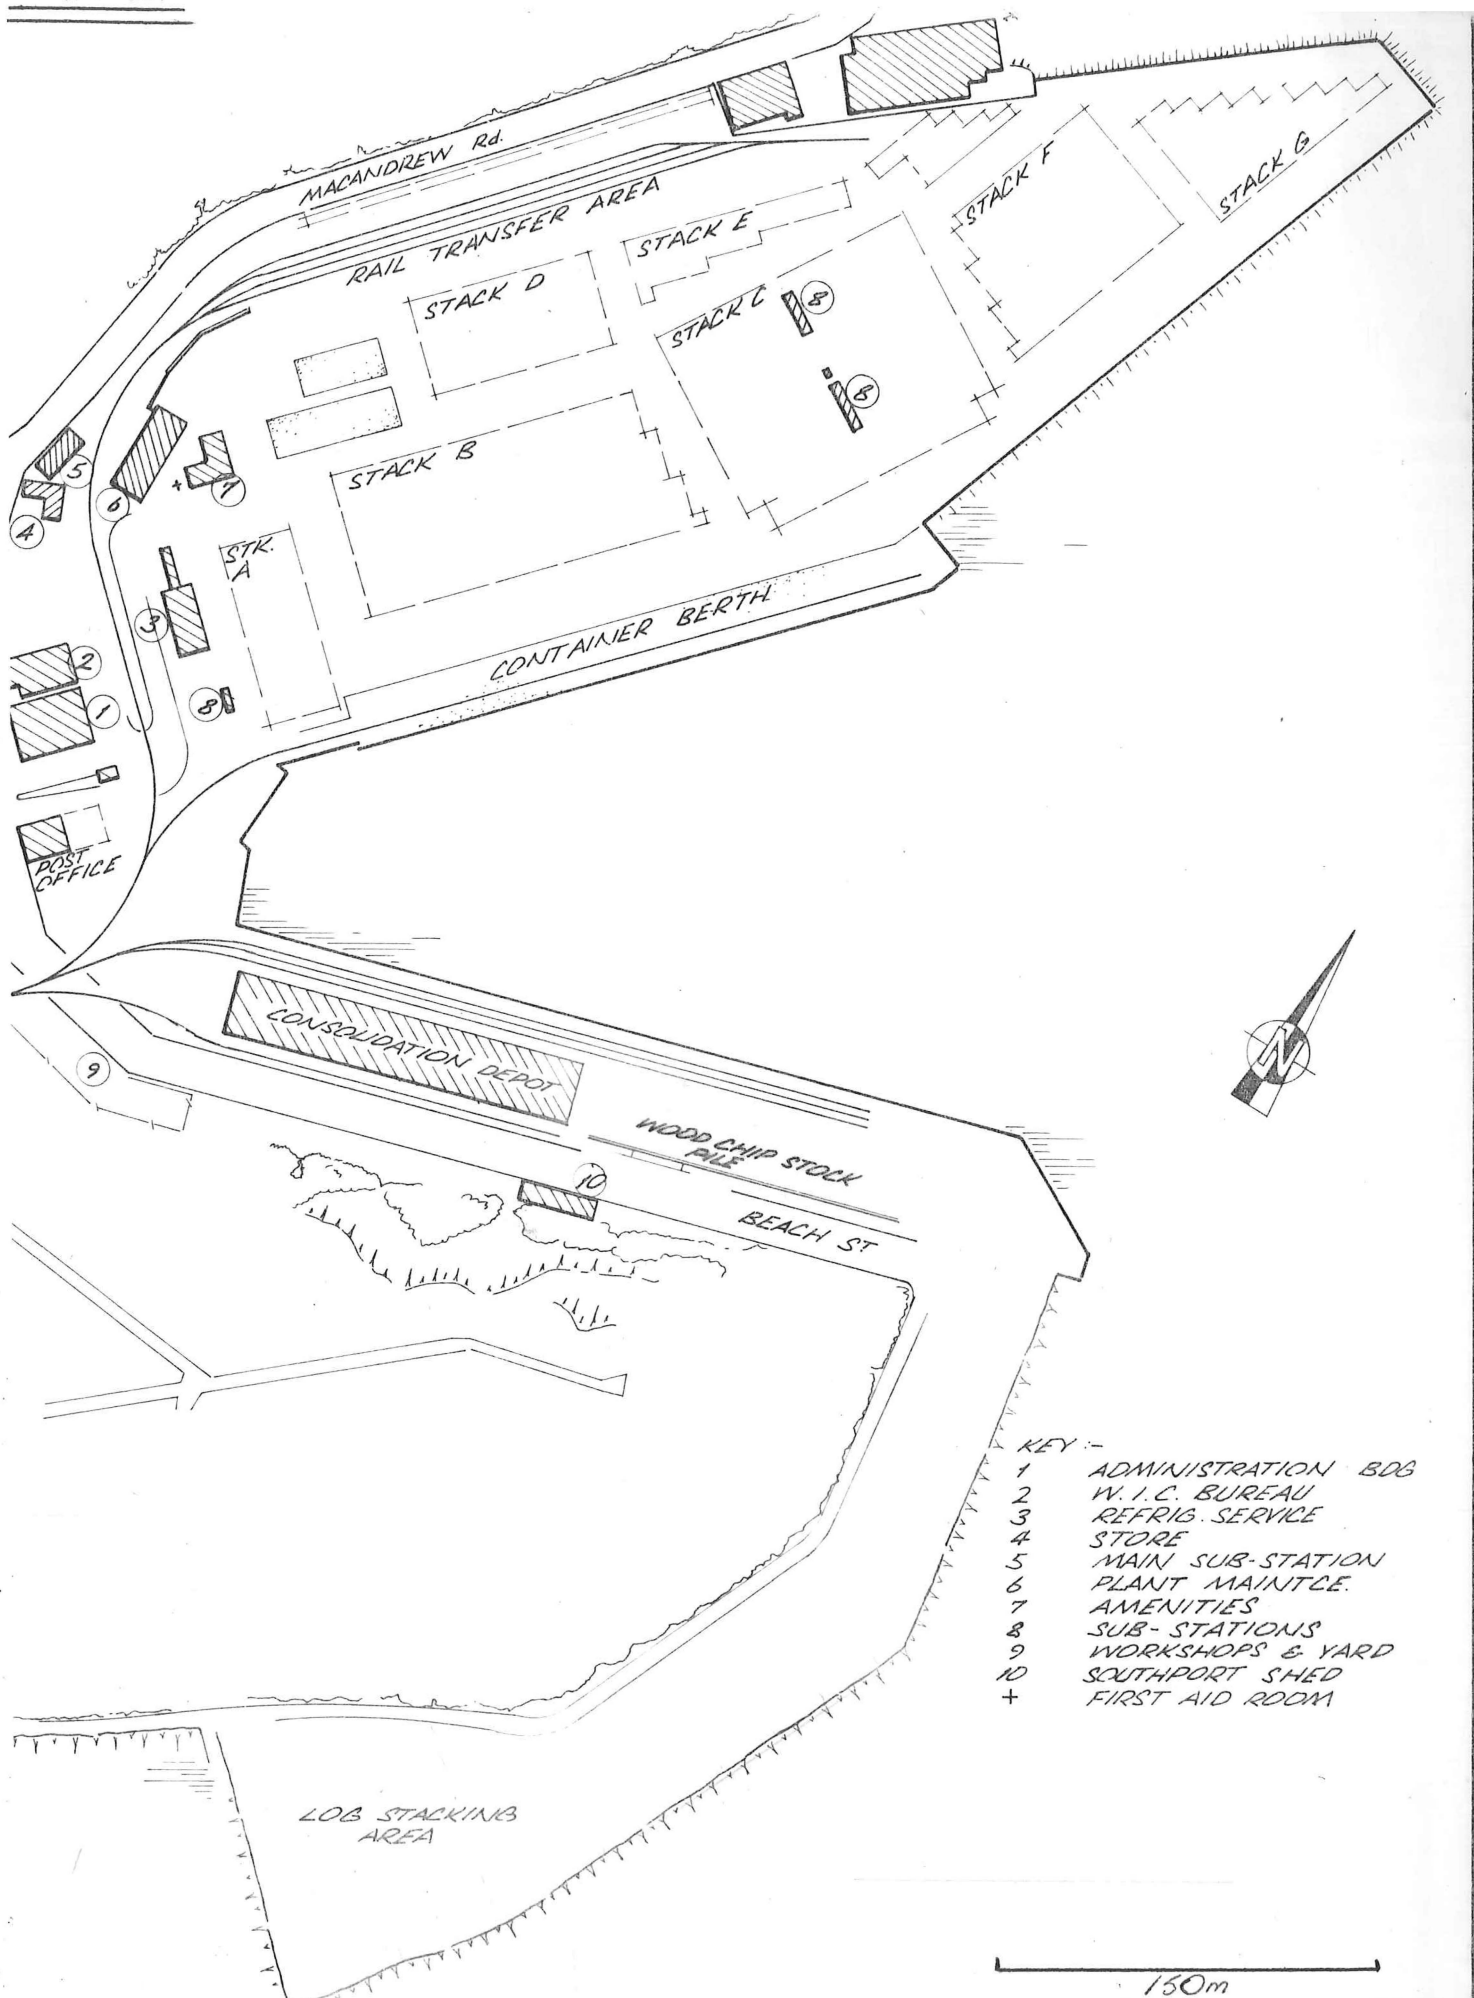 MACANDREW Rd.
RAIL TRANSFER AREA
STACK D
STACK E
STACK C
STACK F
STACK G
8
8
STACK B
5
4
6
+
7
STK.
A
3
2
1
8
CONTAINER BERTH
POST
OFFICE
9
CONSOLIDATION DEPOT
WOOD CHIP STOCK
PILE
10
BEACH ST
N
KEY :-
1 ADMINISTRATION BDG
2 W.I.C. BUREAU
3 REFRIG. SERVICE
4 STORE
5 MAIN SUB-STATION
6 PLANT MAINTCE.
7 AMENITIES
8 SUB-STATIONS
9 WORKSHOPS & YARD
10 SOUTHPORT SHED
+ FIRST AID ROOM
LOG STACKING
AREA
150m